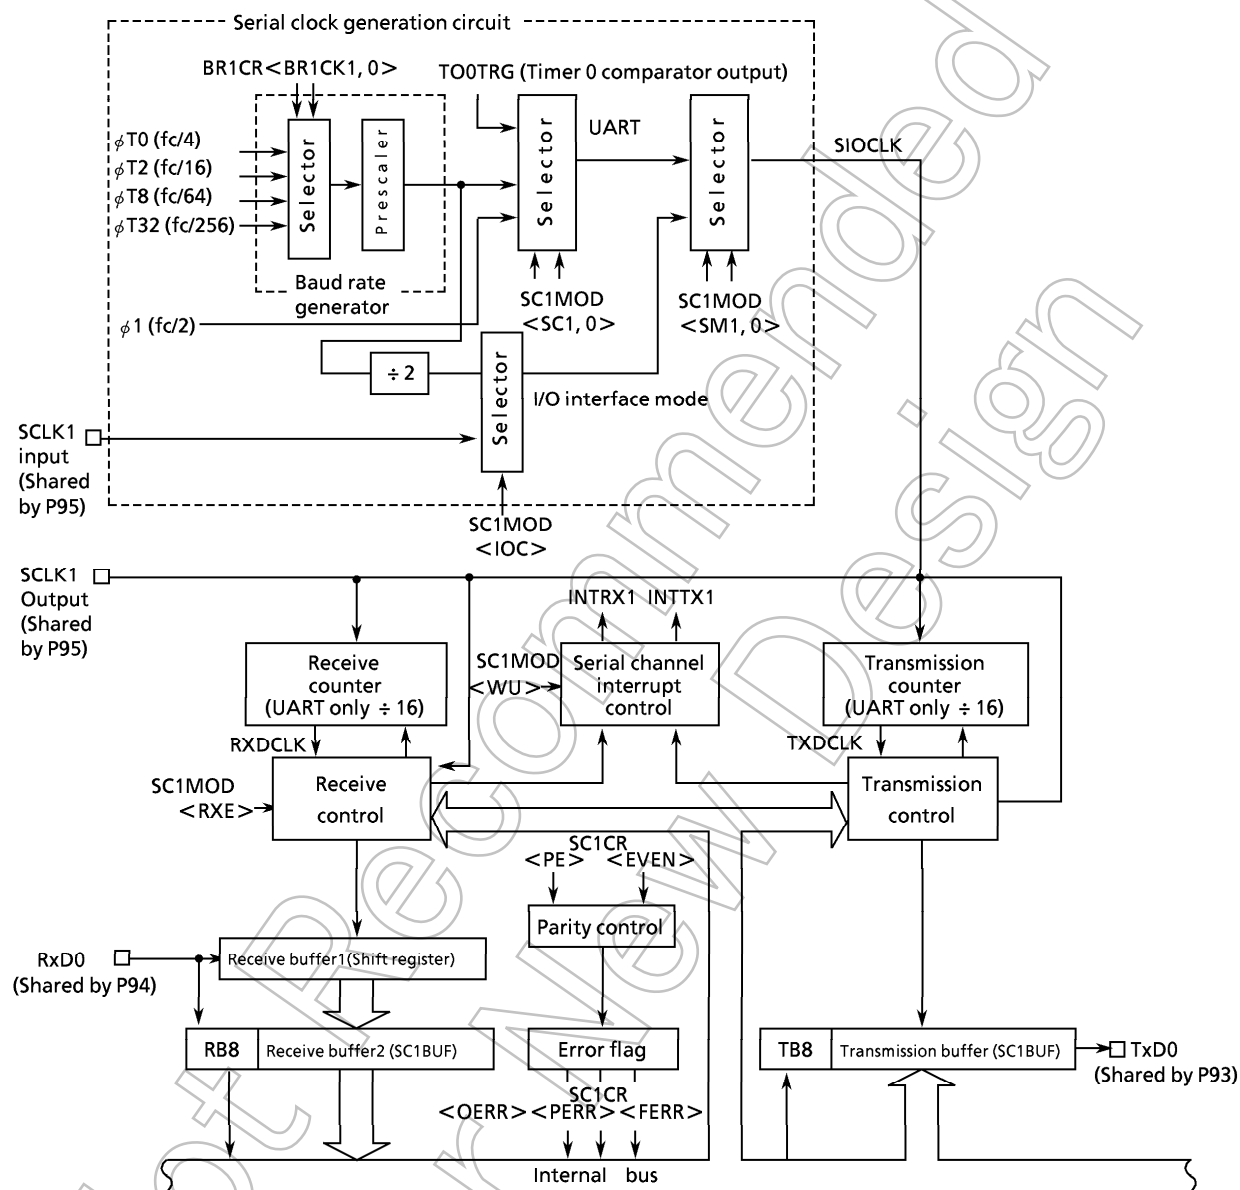 Serial clock generation circuit
BR1CR<BR1CK1, 0>
TO0TRG (Timer 0 comparator output)
φT0 (fc/4)
φT2 (fc/16)
φT8 (fc/64)
φT32 (fc/256)
Selector
Prescaler
Baud rate
generator
Selector
UART
Selector
SIOCLK
SC1MOD
<SC1, 0>
SC1MOD
<SM1, 0>
φ1 (fc/2)
÷ 2
Selector
I/O interface mode
SCLK1
input
(Shared
by P95)
SC1MOD
<IOC>
SCLK1
Output
(Shared
by P95)
INTRX1 INTTX1
Receive
counter
(UART only ÷ 16)
SC1MOD
<WU>
Serial channel
interrupt
control
Transmission
counter
(UART only ÷ 16)
RXDCLK
TXDCLK
SC1MOD
<RXE>
Receive
control
Transmission
control
SC1CR
<PE> <EVEN>
Parity control
RxD0
(Shared by P94)
Receive buffer1(Shift register)
RB8
Receive buffer2 (SC1BUF)
Error flag
TB8
Transmission buffer (SC1BUF)
TxD0
(Shared by P93)
SC1CR
<OERR> <PERR> <FERR>
Internal bus
Not Recommended
for New Design